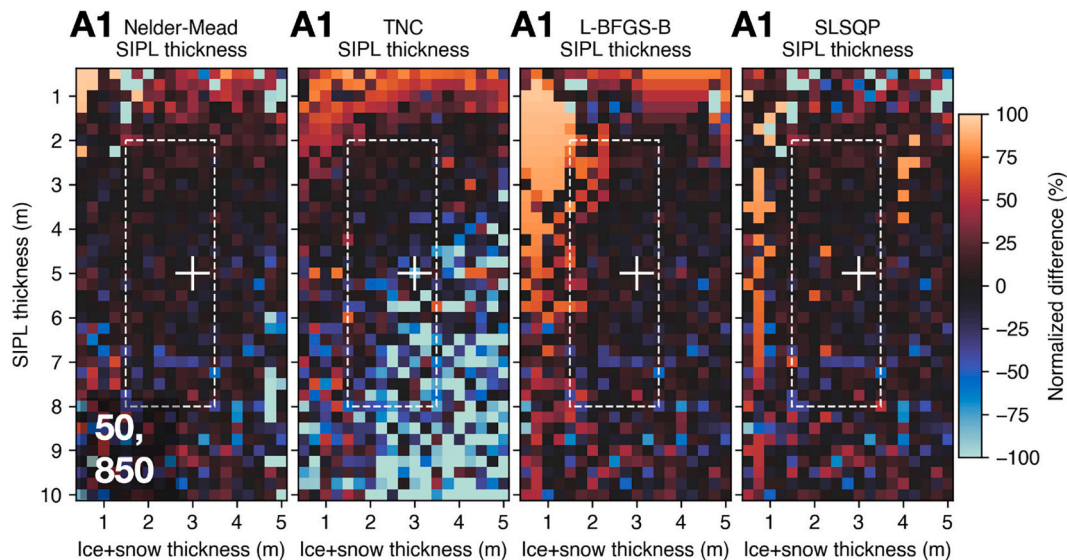 A1 Nelder-Mead
SIPL thickness
A1 TNC
SIPL thickness
A1 L-BFGS-B
SIPL thickness
A1 SLSQP
SIPL thickness
SIPL thickness (m)
1
2
3
4
5
6
7
8
9
10
50,
850
1 2 3 4 5
Ice+snow thickness (m)
1 2 3 4 5
Ice+snow thickness (m)
1 2 3 4 5
Ice+snow thickness (m)
1 2 3 4 5
Ice+snow thickness (m)
100
75
50
25
0
−25
−50
−75
−100
Normalized difference (%)